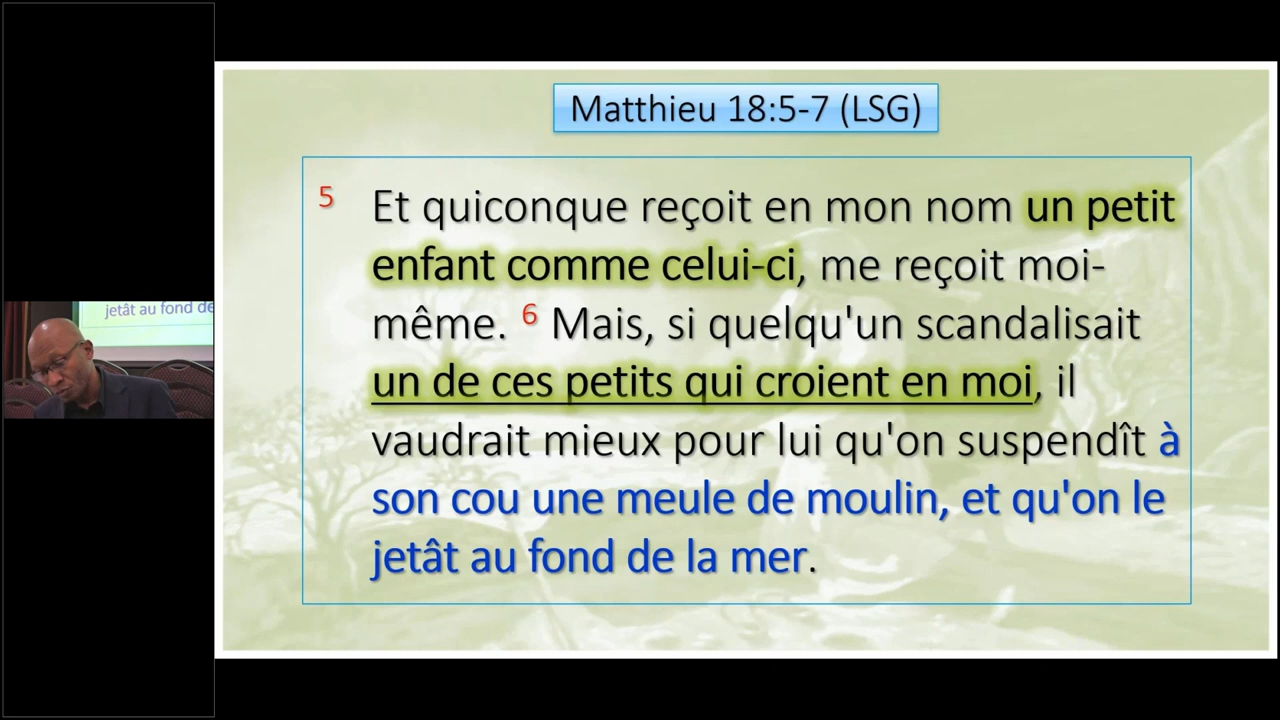 Matthieu 18:5-7 (LSG)
5 Et quiconque reçoit en mon nom un petit
enfant comme celui-ci, me reçoit moi-
même. 6 Mais, si quelqu'un scandalisait
un de ces petits qui croient en moi, il
vaudrait mieux pour lui qu'on suspendît à
son cou une meule de moulin, et qu'on le
jetât au fond de la mer.
jetât au fond de